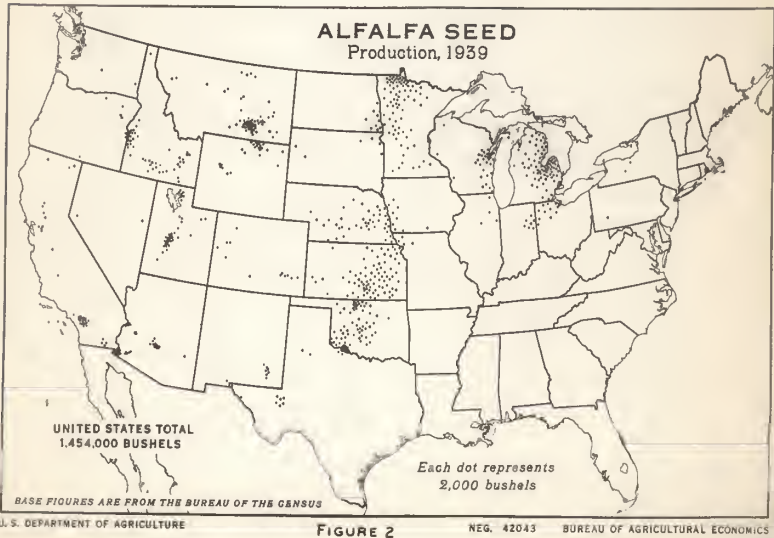 ALFALFA SEED
Production, 1939
UNITED STATES TOTAL
1.454,000 BUSHELS
Each dot represents
2,000 bushels
BASE FIGURES ARE FROM THE BUREAU OF THE CENSUS
U. S. DEPARTMENT OF AGRICULTURE
FIGURE 2
NEG. 42043 BUREAU OF AGRICULTURAL ECONOMICS